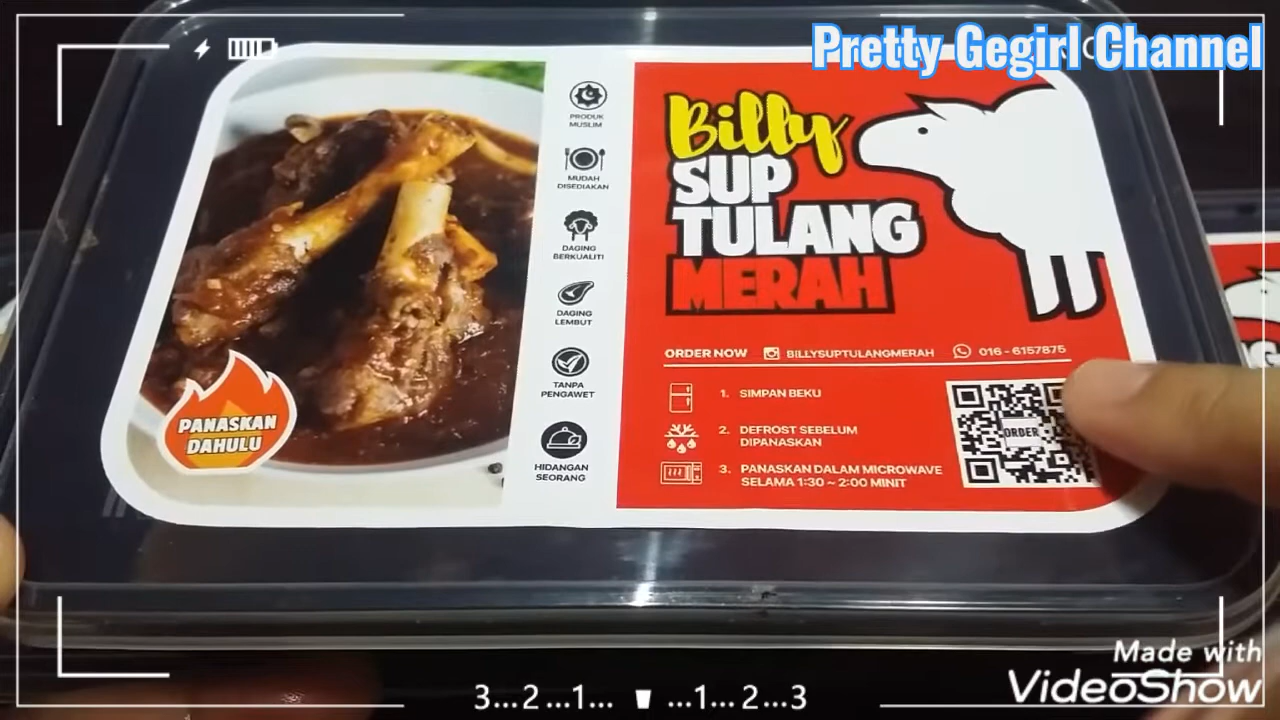 Pretty Gegirl Channel
PRODUK
MUSLIM
MUDAH
DISEDIAKAN
DAGING
BERKUALITI
DAGING
LEMBUT
TANPA
PENGAWET
HIDANGAN
SEORANG
PANASKAN
DAHULU
Billy
SUP
TULANG
MERAH
ORDER NOW BILLYSUPTULANGMERAH 016 - 6157875
1. SIMPAN BEKU
2. DEFROST SEBELUM
DIPANASKAN
3. PANASKAN DALAM MICROWAVE
SELAMA 1:30 ~ 2:00 MINIT
ORDER
Made with
VideoShow
3...2...1... ...1...2...3